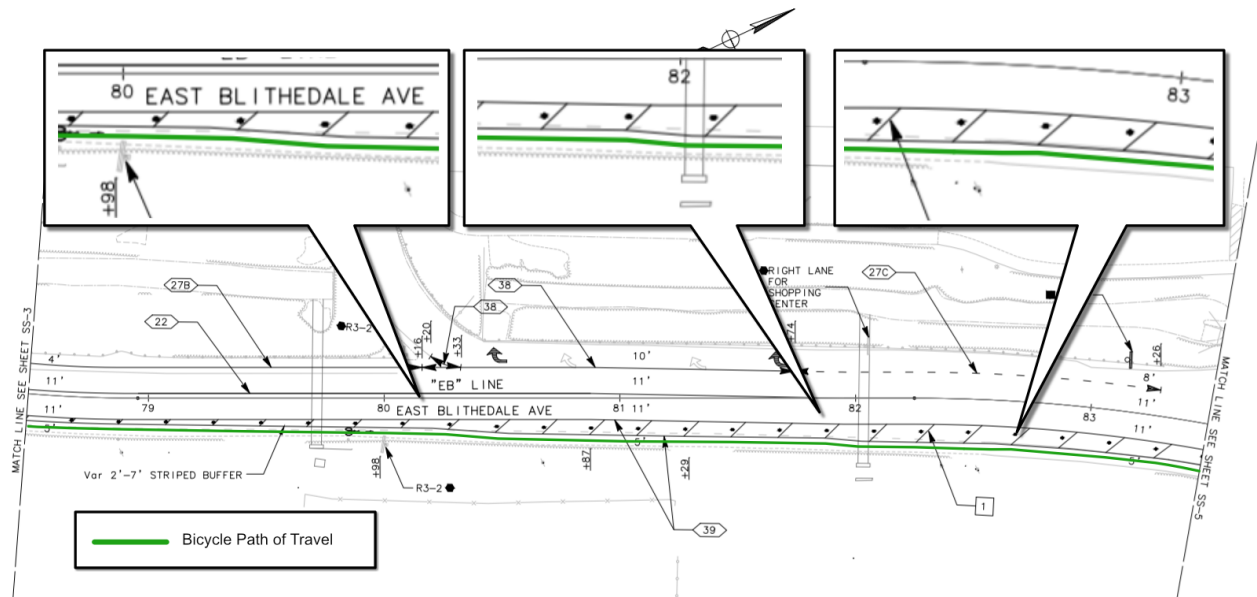 80 EAST BLITHEDALE AVE
+98
82
83
MATCH LINE SEE SHEET SS-3
27B
22
4'
11'
11'
5'
79
R3-2
+16
+20
+33
38
38
"EB" LINE
80
EAST BLITHEDALE AVE
10'
11'
81
11'
5'
RIGHT LANE
FOR
SHOPPING
CENTER
+74
27C
82
+26
8'
11'
83
11'
5'
MATCH LINE SEE SHEET SS-5
Var 2'-7' STRIPED BUFFER
+98
R3-2
+87
+29
39
1
Bicycle Path of Travel